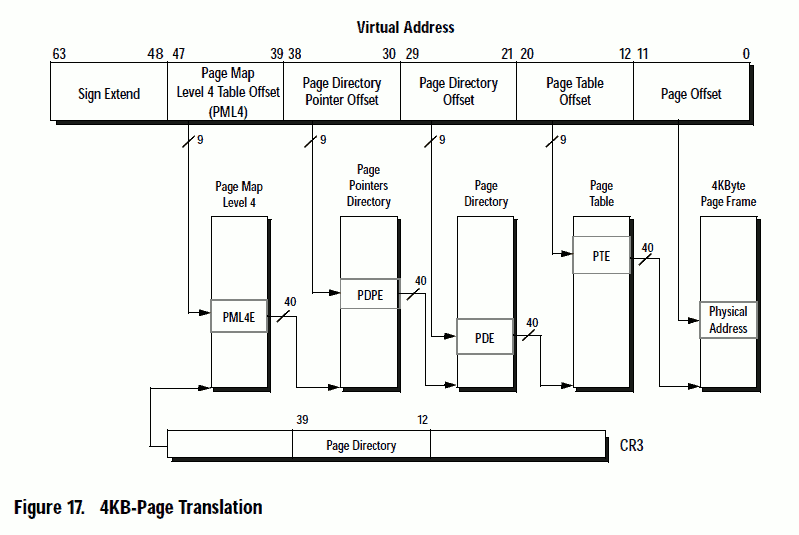 Virtual Address
63 48 47 39 38 30 29 21 20 12 11 0
Sign Extend
Page Map
Level 4 Table Offset
(PML4)
Page Directory
Pointer Offset
Page Directory
Offset
Page Table
Offset
Page Offset
9 9 9 9
Page Map
Level 4
Page
Pointers
Directory
Page
Directory
Page
Table
4KByte
Page Frame
PML4E
40
PDPE
40
PDE
40
PTE
40
Physical
Address
39 12
Page Directory
CR3
Figure 17. 4KB-Page Translation